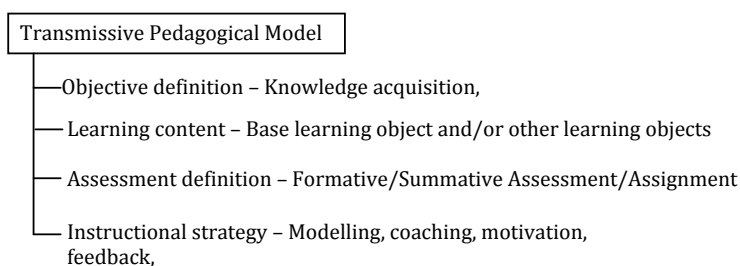 Transmissive Pedagogical Model
Objective definition – Knowledge acquisition,
Learning content – Base learning object and/or other learning objects
Assessment definition – Formative/Summative Assessment/Assignment
Instructional strategy – Modelling, coaching, motivation,
feedback,